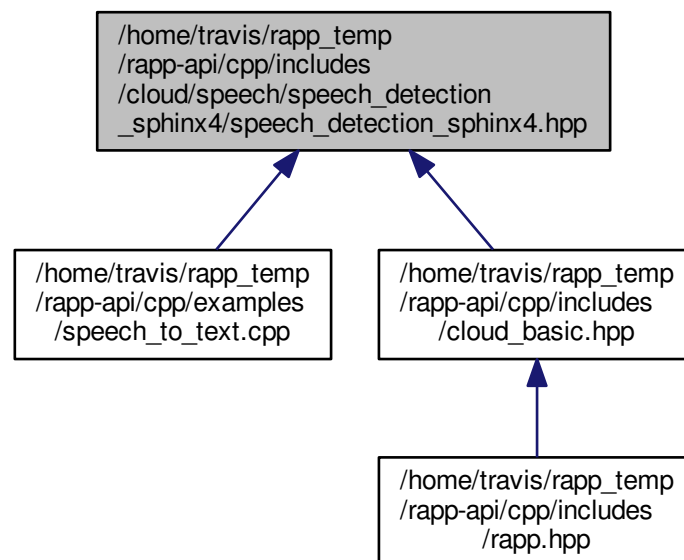 /home/travis/rapp_temp
/rapp-api/cpp/includes
/cloud/speech/speech_detection
_sphinx4/speech_detection_sphinx4.hpp
/home/travis/rapp_temp
/rapp-api/cpp/examples
/speech_to_text.cpp
/home/travis/rapp_temp
/rapp-api/cpp/includes
/cloud_basic.hpp
/home/travis/rapp_temp
/rapp-api/cpp/includes
/rapp.hpp